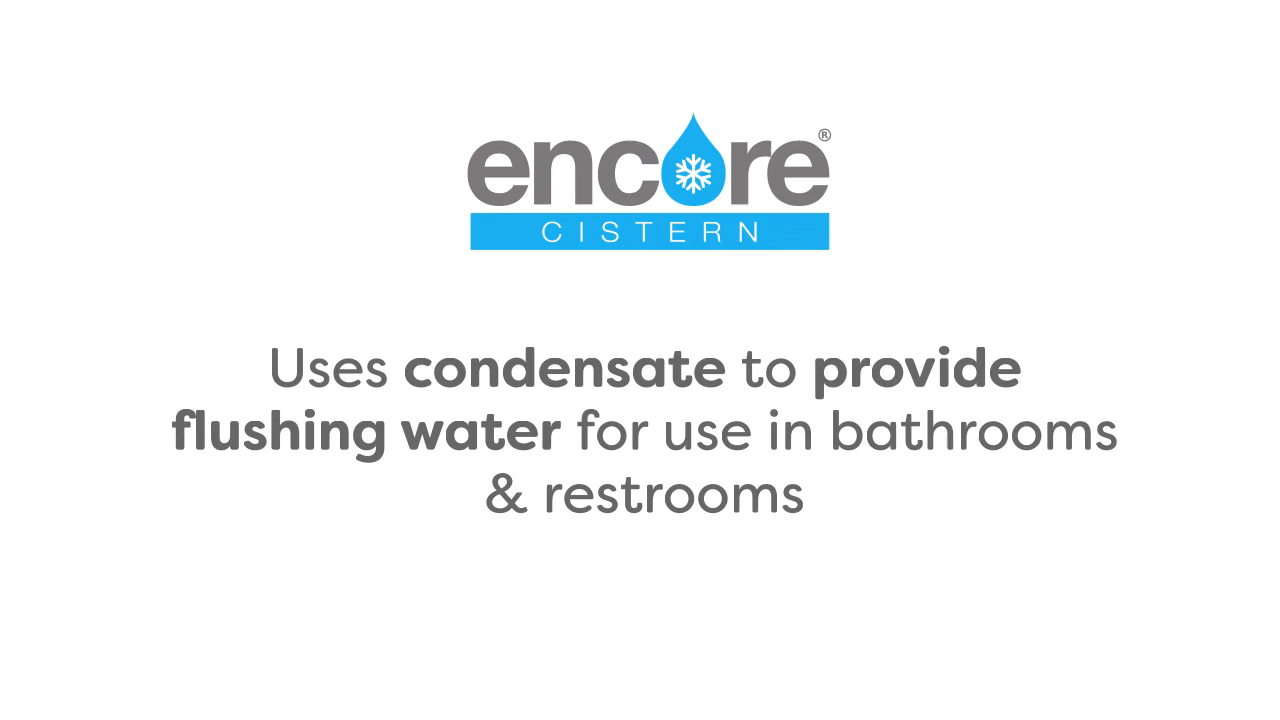 encore®
CISTERN
Uses condensate to provide
flushing water for use in bathrooms
& restrooms